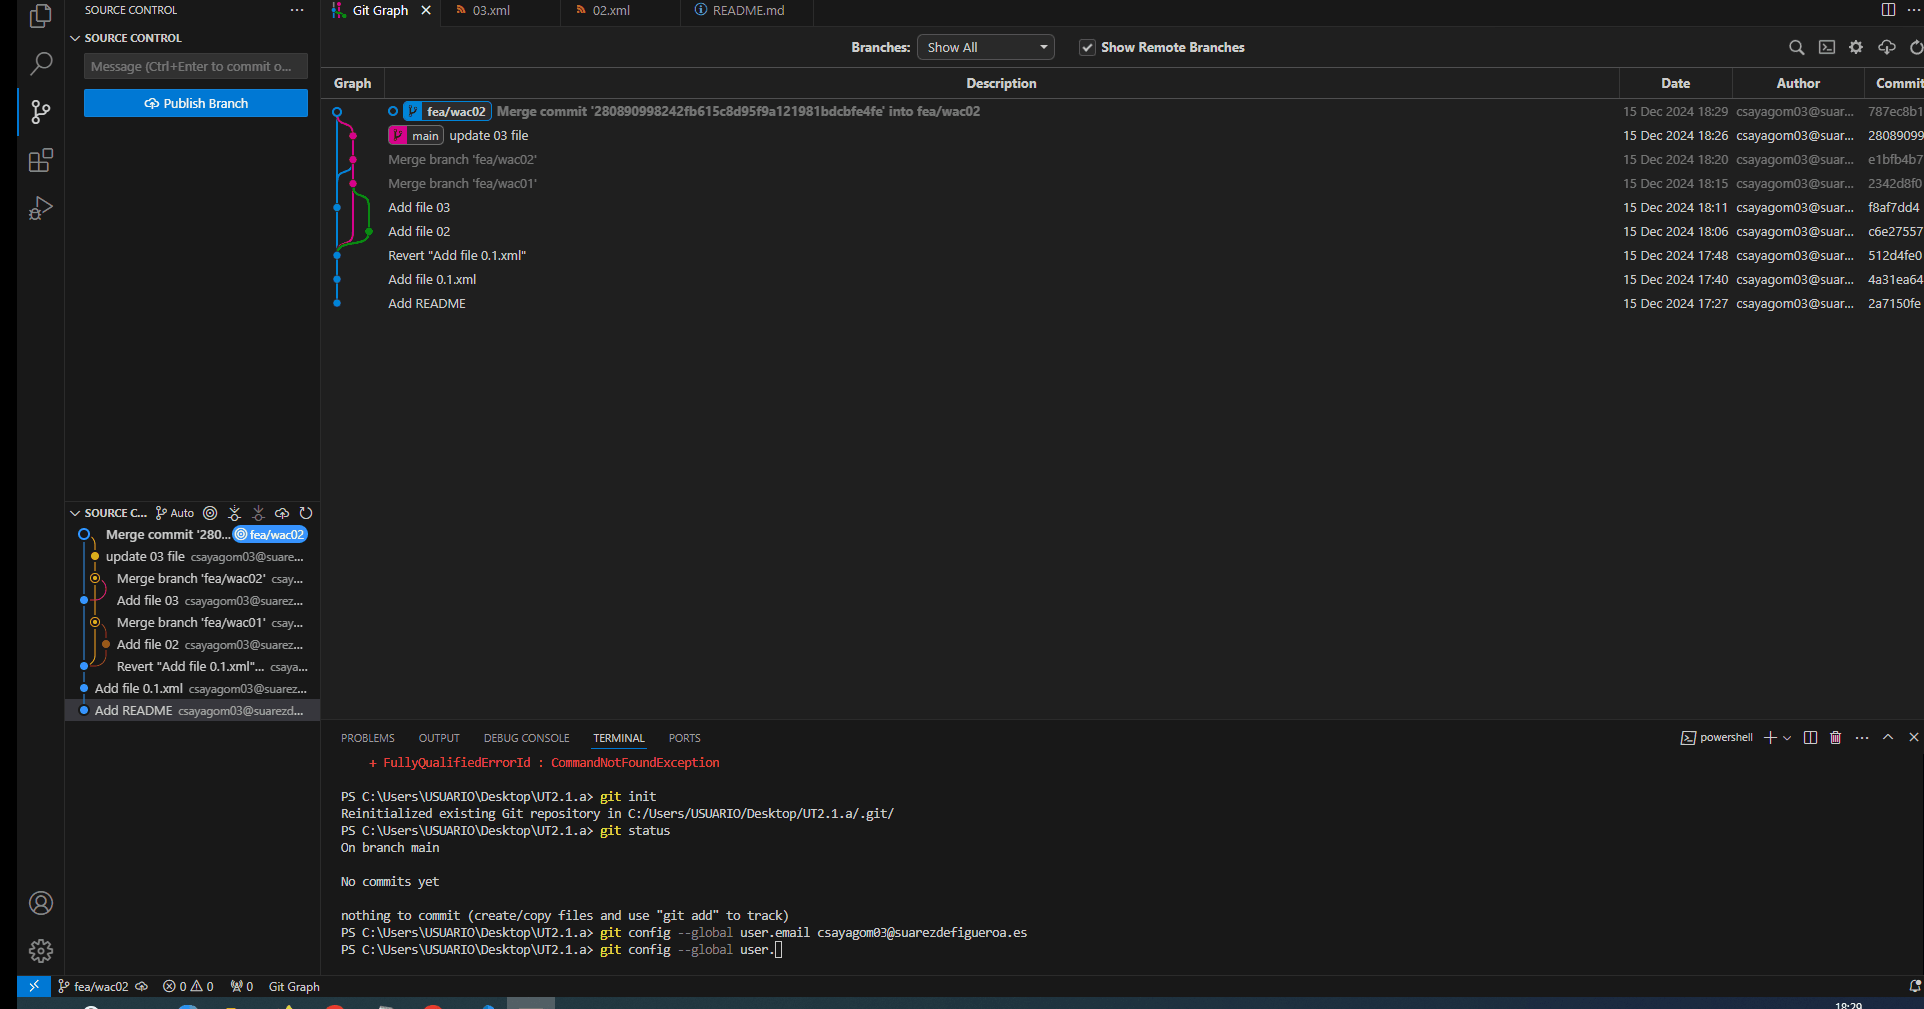 SOURCE CONTROL
Git Graph
03.xml
02.xml
README.md
SOURCE CONTROL
Message (Ctrl+Enter to commit o...
Publish Branch
Branches: Show All Show Remote Branches
Graph Description Date Author Commit
fea/wac02 Merge commit '280890998242fb615c8d95f9a121981bdcbfe4fe' into fea/wac02 15 Dec 2024 18:29 csayagom03@suar... 787ec8b1
main update 03 file 15 Dec 2024 18:26 csayagom03@suar... 28089099
Merge branch 'fea/wac02' 15 Dec 2024 18:20 csayagom03@suar... e1bfb4b7
Merge branch 'fea/wac01' 15 Dec 2024 18:15 csayagom03@suar... 2342d8f0
Add file 03 15 Dec 2024 18:11 csayagom03@suar... f8af7dd4
Add file 02 15 Dec 2024 18:06 csayagom03@suar... c6e27557
Revert "Add file 0.1.xml" 15 Dec 2024 17:48 csayagom03@suar... 512d4fe0
Add file 0.1.xml 15 Dec 2024 17:40 csayagom03@suar... 4a31ea64
Add README 15 Dec 2024 17:27 csayagom03@suar... 2a7150fe
SOURCE C... Auto
Merge commit '280... fea/wac02
update 03 file csayagom03@suare...
Merge branch 'fea/wac02' csay...
Add file 03 csayagom03@suarez...
Merge branch 'fea/wac01' csay...
Add file 02 csayagom03@suarez...
Revert "Add file 0.1.xml"... csaya...
Add file 0.1.xml csayagom03@suarez...
Add README csayagom03@suarezd...
PROBLEMS OUTPUT DEBUG CONSOLE TERMINAL PORTS powershell
+ FullyQualifiedErrorId : CommandNotFoundException
PS C:\Users\USUARIO\Desktop\UT2.1.a> git init
Reinitialized existing Git repository in C:/Users/USUARIO/Desktop/UT2.1.a/.git/
PS C:\Users\USUARIO\Desktop\UT2.1.a> git status
On branch main
No commits yet
nothing to commit (create/copy files and use "git add" to track)
PS C:\Users\USUARIO\Desktop\UT2.1.a> git config --global user.email csayagom03@suarezdefigueroa.es
PS C:\Users\USUARIO\Desktop\UT2.1.a> git config --global user.
fea/wac02 0 0 0 Git Graph
18:29